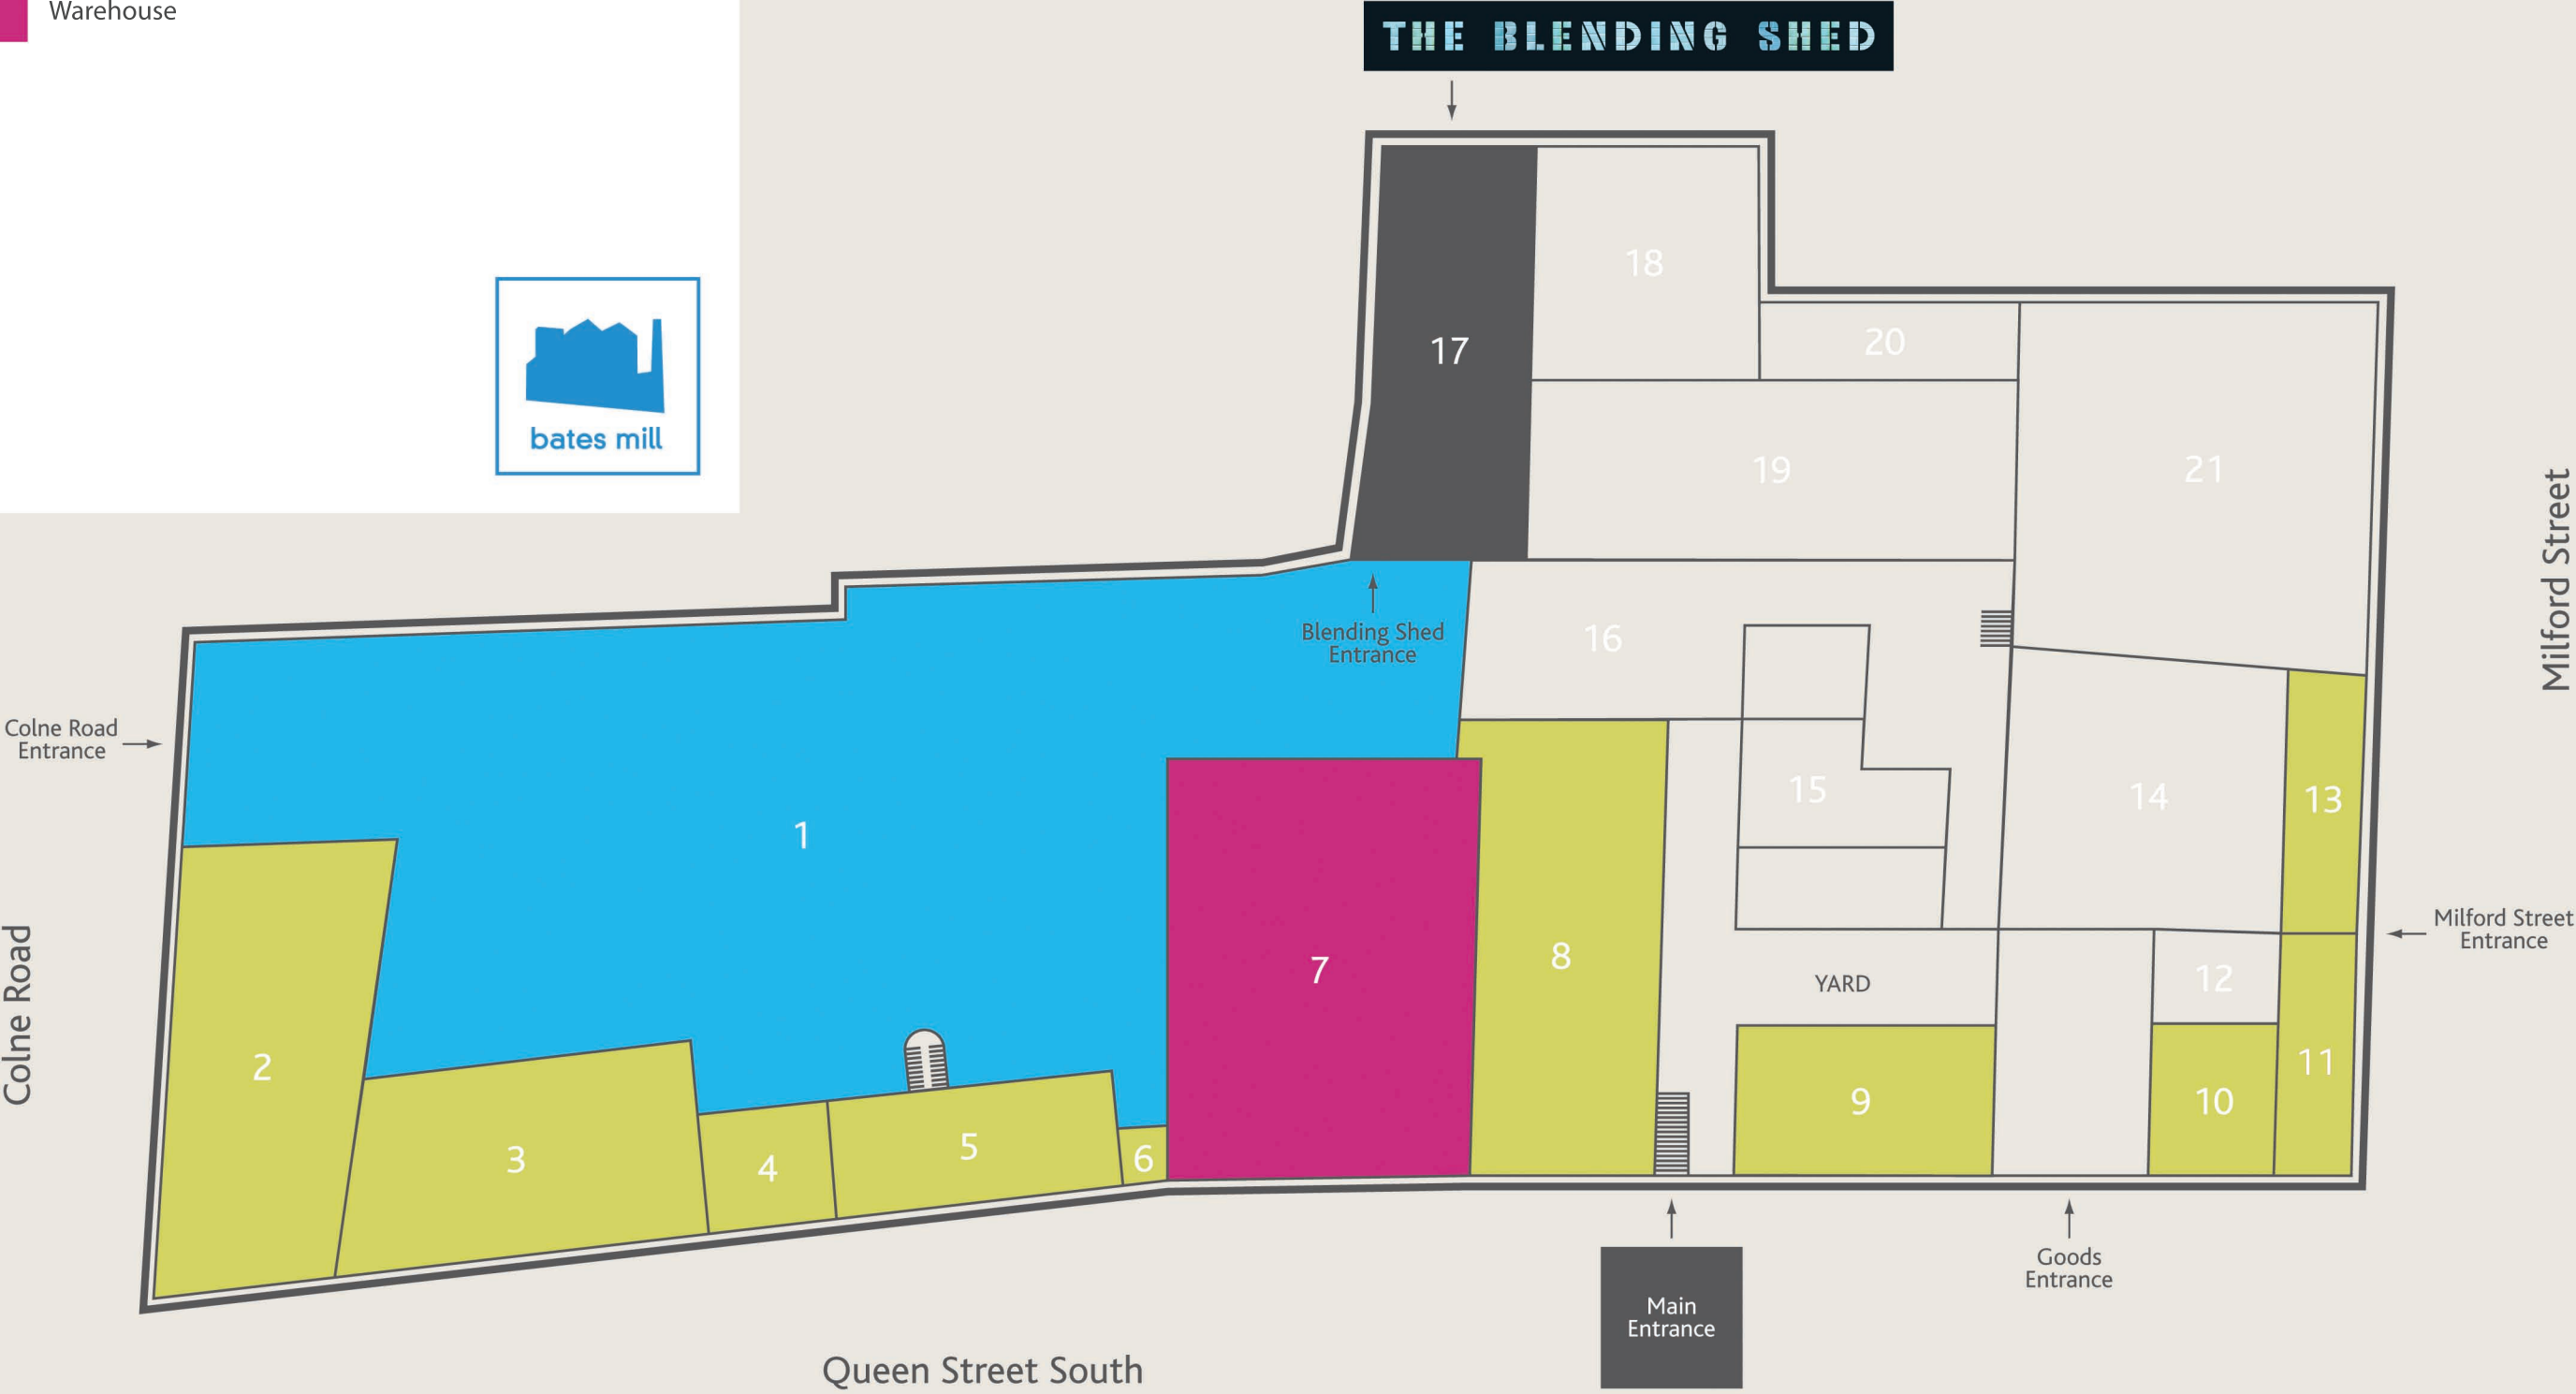 Warehouse
THE BLENDING SHED
bates mill
17
18
20
19
21
Blending Shed
Entrance
16
Colne Road
Entrance
Milford Street
1
15
14
13
Colne Road
2
3
4
5
6
7
8
YARD
9
12
10
11
Milford Street
Entrance
Main
Entrance
Goods
Entrance
Queen Street South